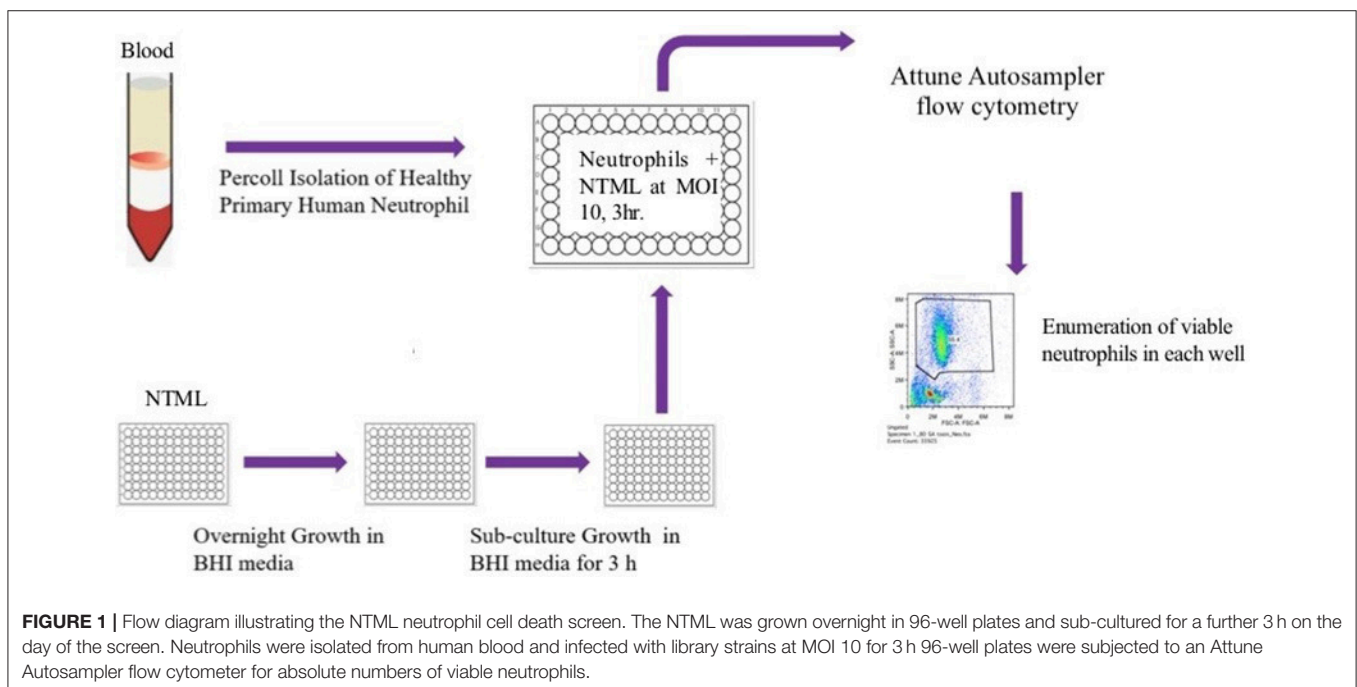 Blood
Percoll Isolation of Healthy
Primary Human Neutrophil
Neutrophils +
NTML at MOI
10, 3hr.
Attune Autosampler
flow cytometry
Enumeration of viable
neutrophils in each well
NTML
Overnight Growth in
BHI media
Sub-culture Growth in
BHI media for 3 h
FIGURE 1 | Flow diagram illustrating the NTML neutrophil cell death screen. The NTML was grown overnight in 96-well plates and sub-cultured for a further 3 h on the
day of the screen. Neutrophils were isolated from human blood and infected with library strains at MOI 10 for 3 h 96-well plates were subjected to an Attune
Autosampler flow cytometer for absolute numbers of viable neutrophils.